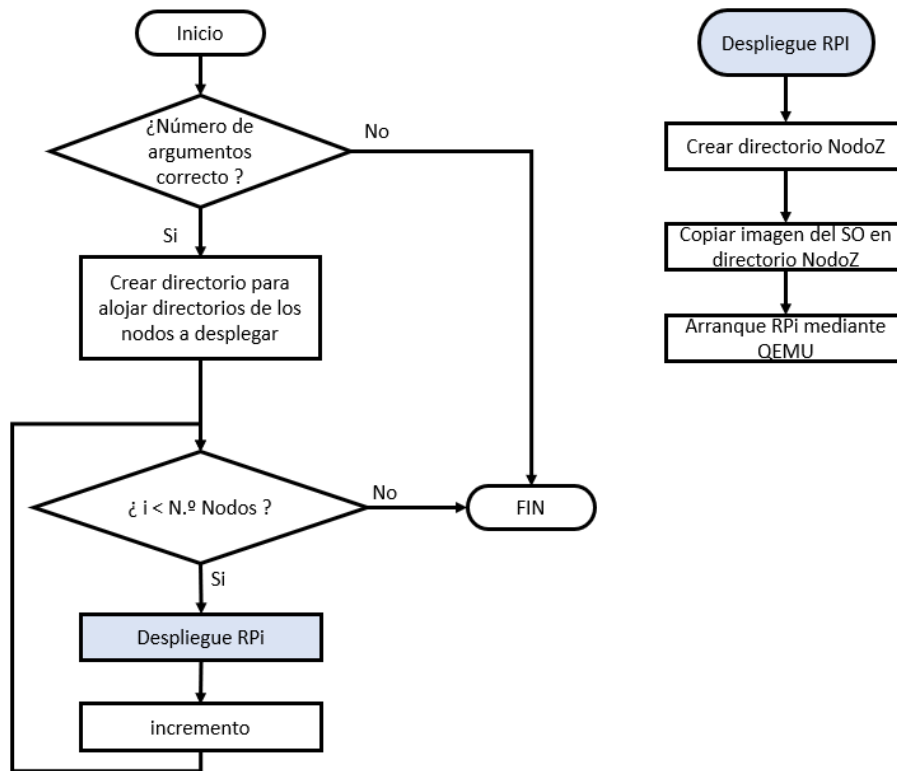 Inicio
¿Número de
argumentos
correcto ?
No
Si
Crear directorio para
alojar directorios de los
nodos a desplegar
¿ i < N.º Nodos ?
No
FIN
Si
Despliegue RPi
incremento
Despliegue RPI
Crear directorio NodoZ
Copiar imagen del SO en
directorio NodoZ
Arranque RPi mediante
QEMU